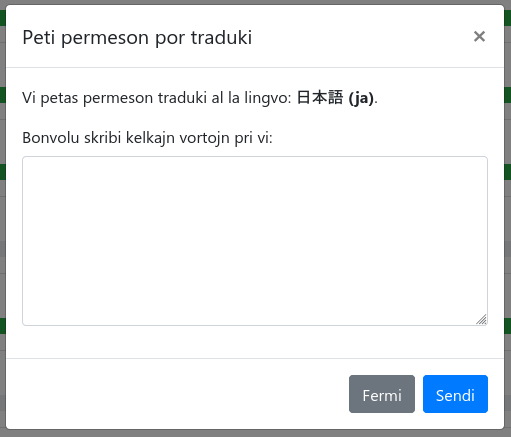 Peti permeson por traduki ×
Vi petas permeson traduki al la lingvo: 日本語 (ja).
Bonvolu skribi kelkajn vortojn pri vi:
Fermi Sendi